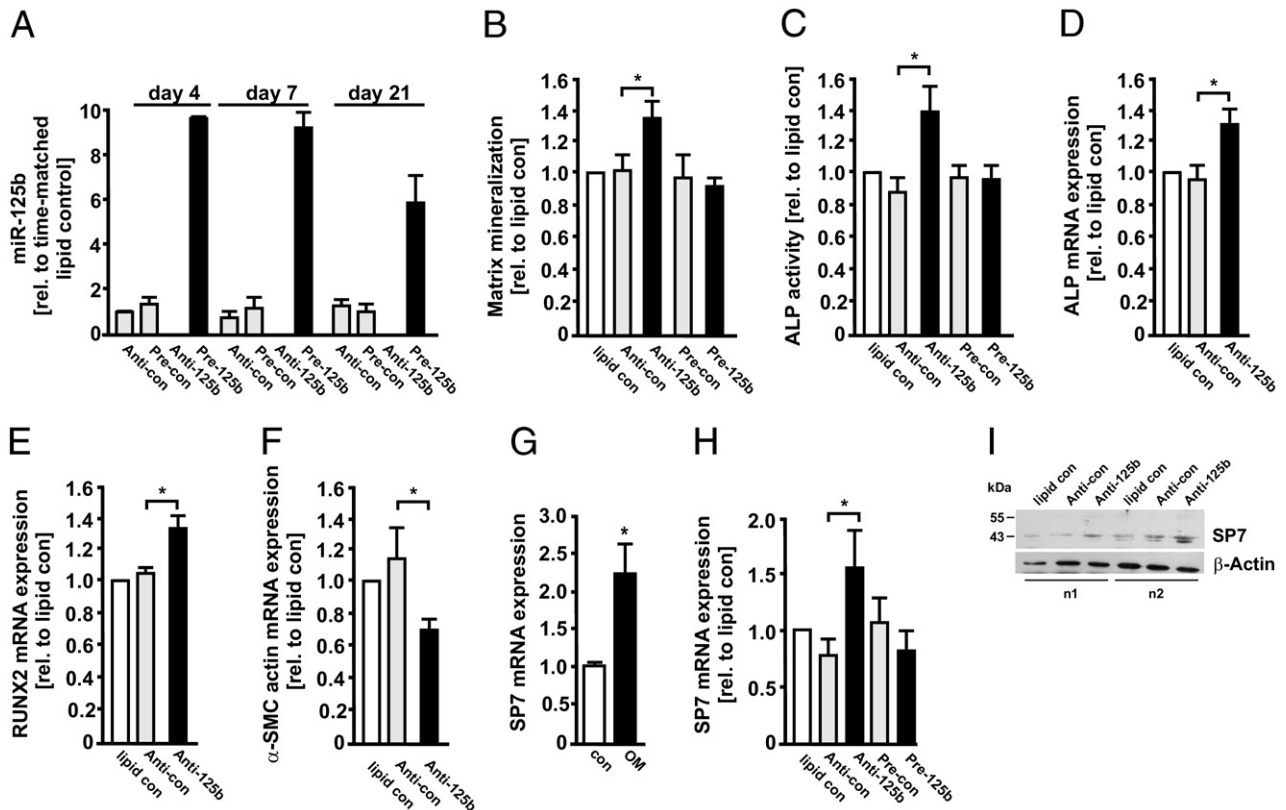 A
miR-125b
[rel. to time-matched
lipid control]
day 4 day 7 day 21
10
8
6
4
2
0
Anti-con Pre-con Anti-125b Pre-125b Anti-con Pre-con Anti-125b Pre-125b Anti-con Pre-con Anti-125b Pre-125b
B
Matrix mineralization
[rel. to lipid con]
1.6
1.4
1.2
1.0
0.8
0.6
0.4
0.2
0
*
lipid con Anti-con Anti-125b Pre-con Pre-125b
C
ALP activity [rel. to lipid con]
1.6
1.4
1.2
1.0
0.8
0.6
0.4
0.2
0
*
lipid con Anti-con Anti-125b Pre-con Pre-125b
D
ALP mRNA expression
[rel. to lipid con]
1.6
1.4
1.2
1.0
0.8
0.6
0.4
0.2
0
*
lipid con Anti-con Anti-125b
E
RUNX2 mRNA expression
[rel. to lipid con]
1.6
1.4
1.2
1.0
0.8
0.6
0.4
0.2
0
*
lipid con Anti-con Anti-125b
F
α-SMC actin mRNA expression
[rel. to lipid con]
1.6
1.4
1.2
1.0
0.8
0.6
0.4
0.2
0
*
lipid con Anti-con Anti-125b
G
SP7 mRNA expression
3.0
2.5
2.0
1.5
1.0
0.5
0
*
con OM
H
SP7 mRNA expression
[rel. to lipid con]
2.0
1.5
1.0
0.5
0
*
lipid con Anti-con Anti-125b Pre-con Pre-125b
I
lipid con Anti-con Anti-125b lipid con Anti-con Anti-125b
kDa
55
43
SP7
β-Actin
n1 n2